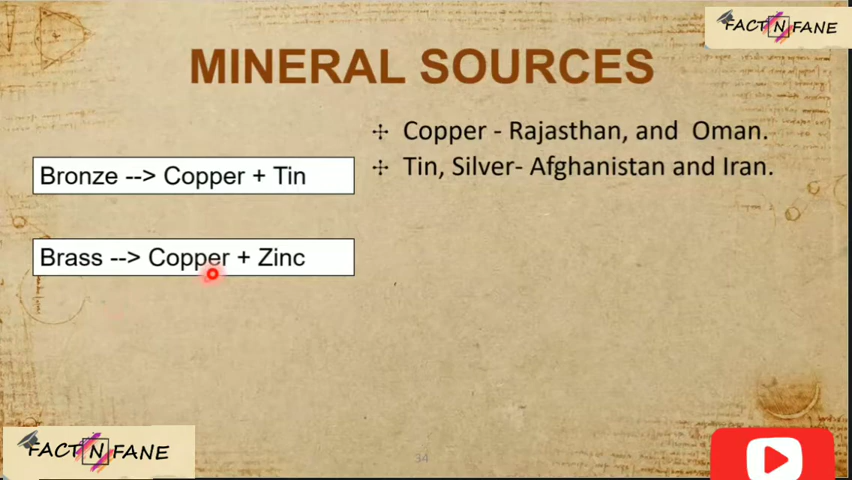 FACT N FANE
MINERAL SOURCES
Copper - Rajasthan, and Oman.
Tin, Silver- Afghanistan and Iran.
Bronze --> Copper + Tin
Brass --> Copper + Zinc
FACT N FANE
34